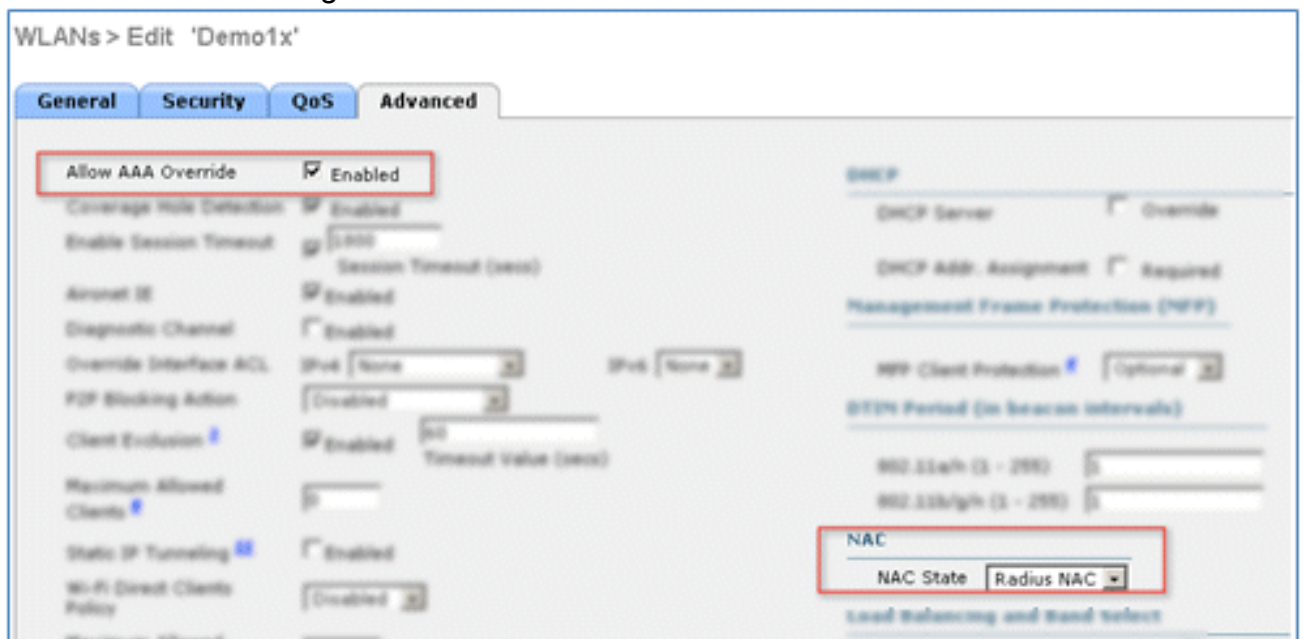 WLANs > Edit 'Demo1x'
General Security QoS Advanced
Allow AAA Override Enabled
Coverage Hole Detection Enabled
Enable Session Timeout 1800
Session Timeout (secs)
Aironet IE Enabled
Diagnostic Channel Enabled
Override Interface ACL IPv4 None IPv6 None
P2P Blocking Action Disabled
Client Exclusion Enabled 60
Timeout Value (secs)
Maximum Allowed
Clients 0
Static IP Tunneling Enabled
Wi-Fi Direct Clients
Policy Disabled
Maximum Allowed
DHCP
DHCP Server Override
DHCP Addr. Assignment Required
Management Frame Protection (MFP)
MFP Client Protection Optional
DTIM Period (in beacon intervals)
802.11a/n (1 - 255) 1
802.11b/g/n (1 - 255) 1
NAC
NAC State Radius NAC
Load Balancing and Band Select